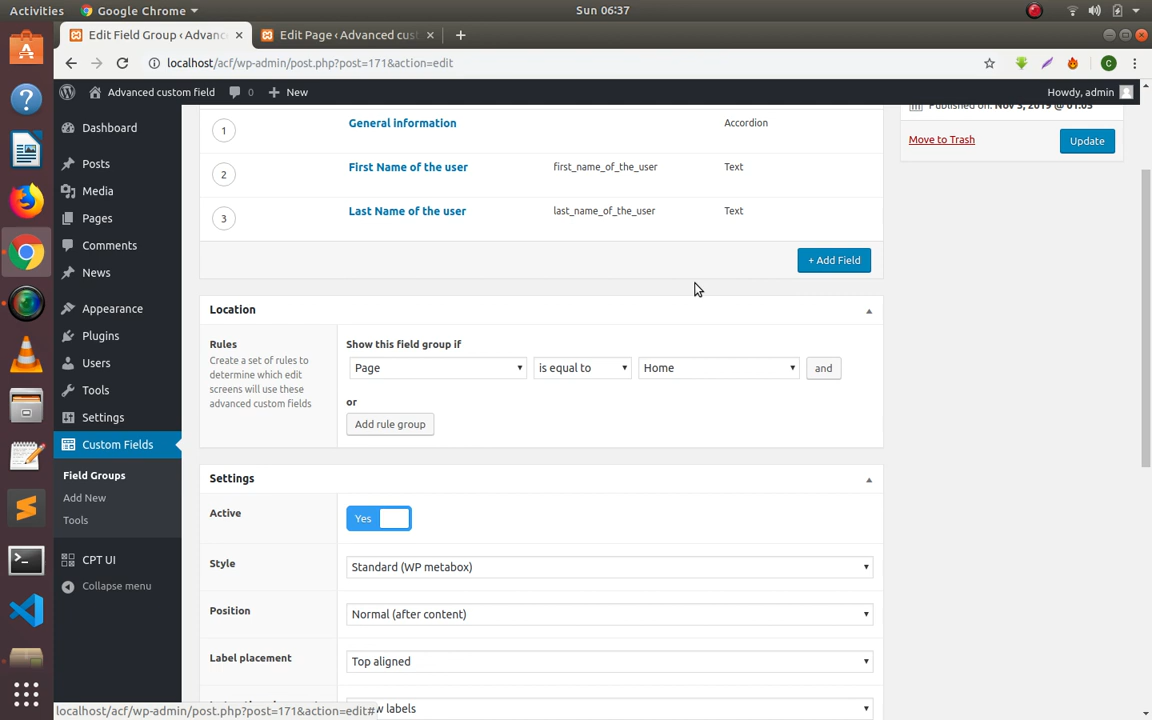 Activities Google Chrome Sun 06:37
Edit Field Group ‹ Advanc Edit Page ‹ Advanced cust
localhost/acf/wp-admin/post.php?post=171&action=edit
Advanced custom field 0 New Howdy, admin
Dashboard
Posts
Media
Pages
Comments
News
Appearance
Plugins
Users
Tools
Settings
Custom Fields
Field Groups
Add New
Tools
CPT UI
Collapse menu
1 General information Accordion
2 First Name of the user first_name_of_the_user Text
3 Last Name of the user last_name_of_the_user Text
+ Add Field
Published on: Nov 3, 2019 @ 01:03
Move to Trash Update
Location
Rules
Create a set of rules to
determine which edit
screens will use these
advanced custom fields
Show this field group if
Page is equal to Home and
or
Add rule group
Settings
Active Yes
Style Standard (WP metabox)
Position Normal (after content)
Label placement Top aligned
w labels
localhost/acf/wp-admin/post.php?post=171&action=edit#